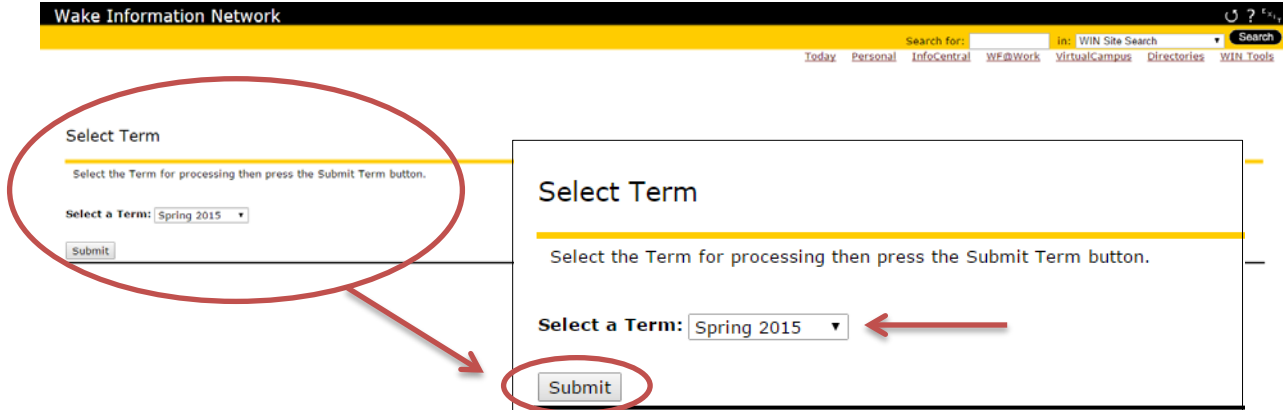 Wake Information Network ? EXIT
Search for: in: WIN Site Search Search
Today Personal InfoCentral WF@Work VirtualCampus Directories WIN Tools
Select Term
Select the Term for processing then press the Submit Term button.
Select a Term: Spring 2015
Submit
Select Term
Select the Term for processing then press the Submit Term button.
Select a Term: Spring 2015
Submit